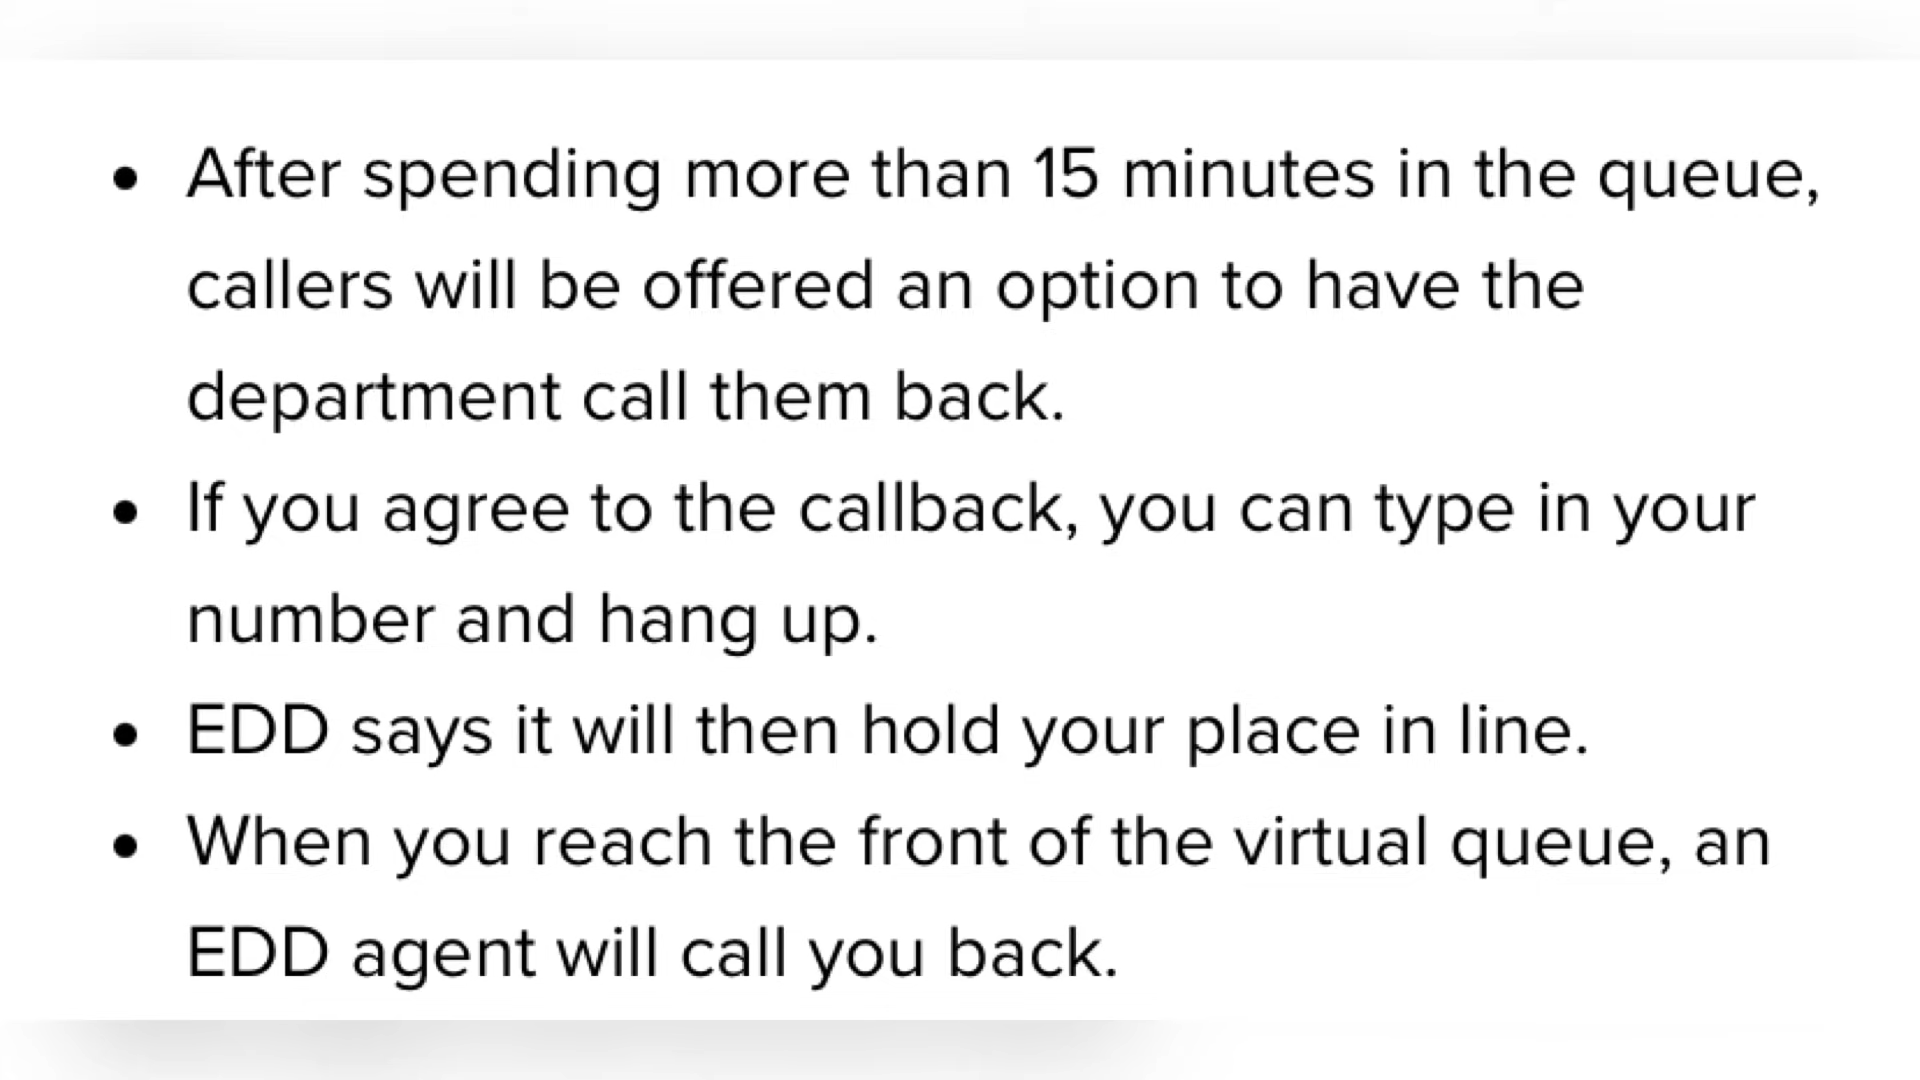 • After spending more than 15 minutes in the queue,
callers will be offered an option to have the
department call them back.
• If you agree to the callback, you can type in your
number and hang up.
• EDD says it will then hold your place in line.
• When you reach the front of the virtual queue, an
EDD agent will call you back.